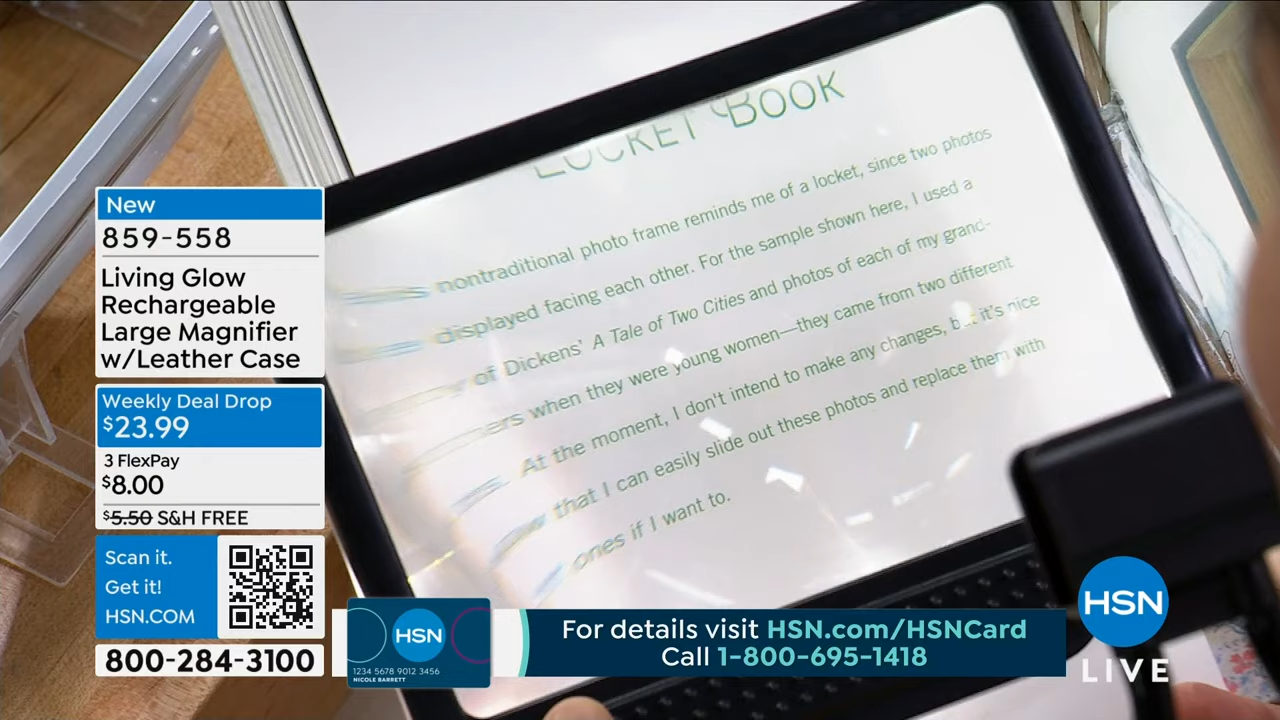 LOCKET BOOK
nontraditional photo frame reminds me of a locket, since two photos
displayed facing each other. For the sample shown here, I used a
of Dickens' A Tale of Two Cities and photos of each of my grand-
when they were young women—they came from two different
At the moment, I don't intend to make any changes, but it's nice
that I can easily slide out these photos and replace them with
ones if I want to.
New
859-558
Living Glow
Rechargeable
Large Magnifier
w/Leather Case
Weekly Deal Drop
$23.99
3 FlexPay
$8.00
$5.50 S&H FREE
Scan it.
Get it!
HSN.COM
800-284-3100
HSN
1234 5678 9012 3456
NICOLE BARRETT
For details visit HSN.com/HSNCard
Call 1-800-695-1418
HSN
LIVE